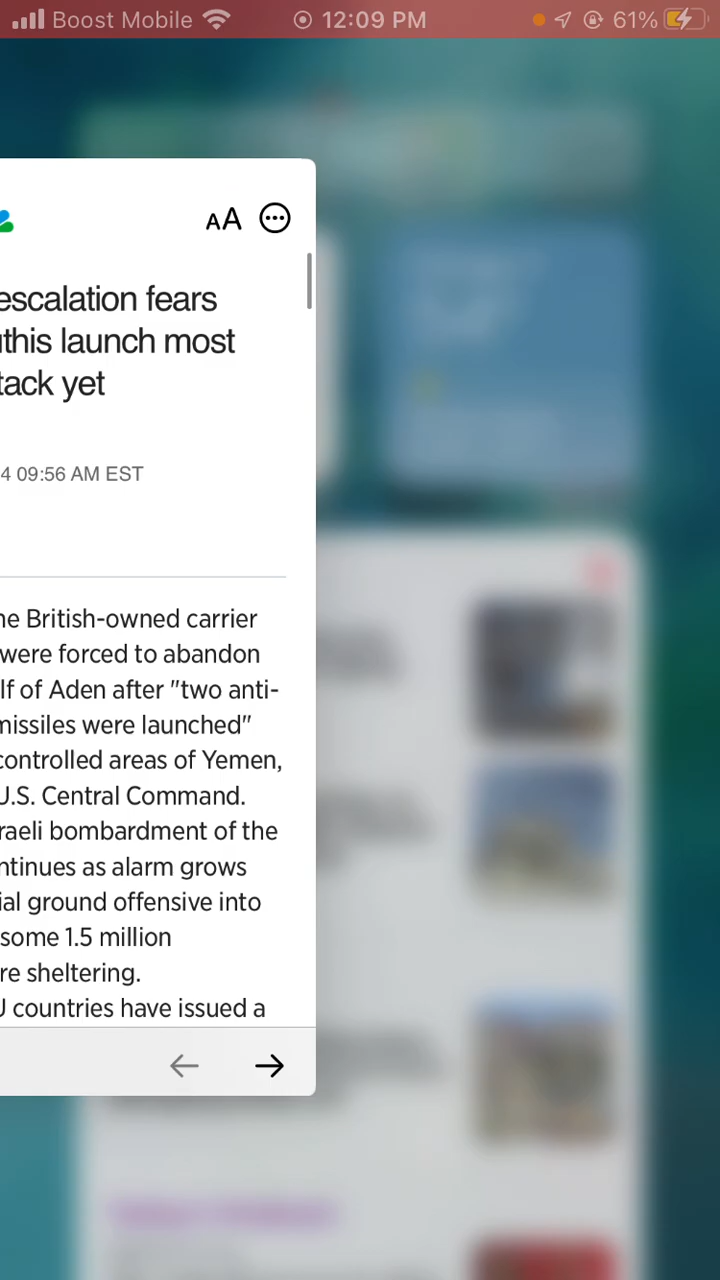 Boost Mobile 12:09 PM 61%
AA
escalation fears
this launch most
tack yet
4 09:56 AM EST
ne British-owned carrier
were forced to abandon
lf of Aden after "two anti-
missiles were launched"
controlled areas of Yemen,
U.S. Central Command.
raeli bombardment of the
ntinues as alarm grows
ial ground offensive into
some 1.5 million
re sheltering.
U countries have issued a